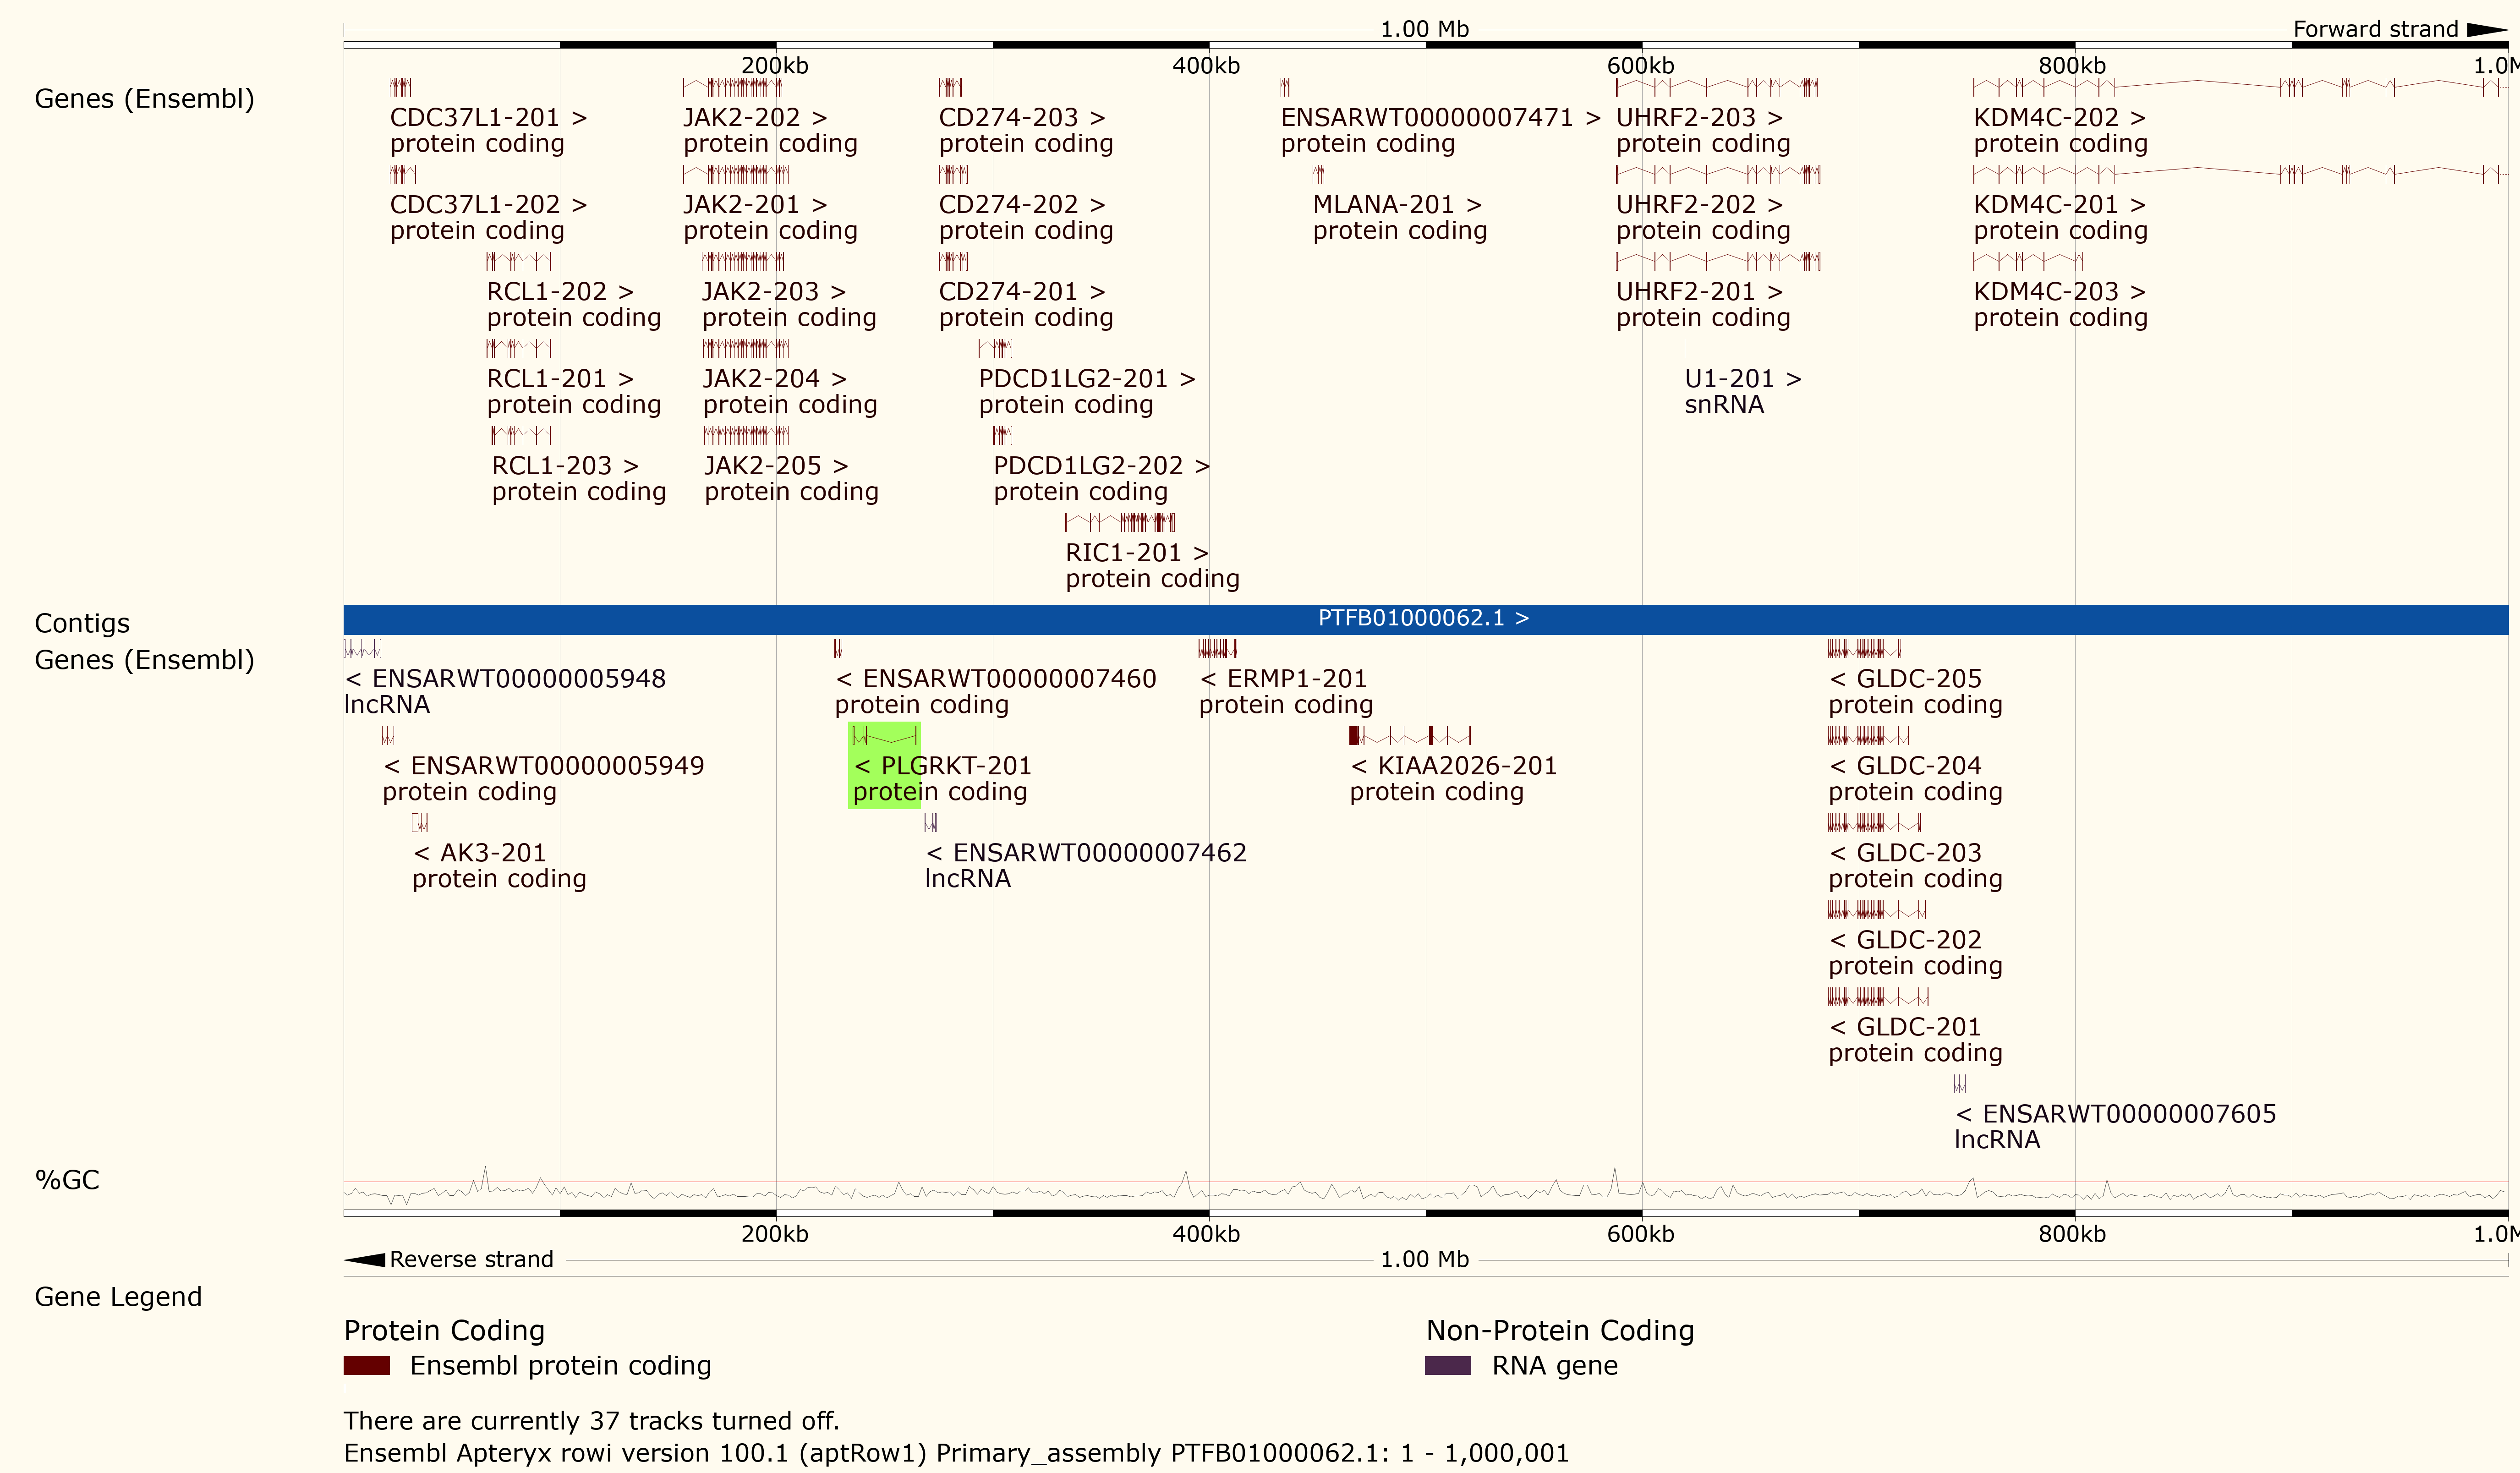 1.00 Mb Forward strand
200kb 400kb 600kb 800kb 1.0M
Genes (Ensembl)
CDC37L1-201 > JAK2-202 > CD274-203 > ENSARWT00000007471 > UHRF2-203 > KDM4C-202 >
protein coding protein coding protein coding protein coding protein coding protein coding
CDC37L1-202 > JAK2-201 > CD274-202 > MLANA-201 > UHRF2-202 > KDM4C-201 >
protein coding protein coding protein coding protein coding protein coding protein coding
RCL1-202 > JAK2-203 > CD274-201 > UHRF2-201 > KDM4C-203 >
protein coding protein coding protein coding protein coding protein coding
RCL1-201 > JAK2-204 > PDCD1LG2-201 > U1-201 >
protein coding protein coding protein coding snRNA
RCL1-203 > JAK2-205 > PDCD1LG2-202 >
protein coding protein coding protein coding
RIC1-201 >
protein coding
Contigs PTFB01000062.1 >
Genes (Ensembl)
< ENSARWT00000005948 < ENSARWT00000007460 < ERMP1-201 < GLDC-205
lncRNA protein coding protein coding protein coding
< ENSARWT00000005949 < PLGRKT-201 < KIAA2026-201 < GLDC-204
protein coding protein coding protein coding protein coding
< AK3-201 < ENSARWT00000007462 < GLDC-203
protein coding lncRNA protein coding
< GLDC-202
protein coding
< GLDC-201
protein coding
< ENSARWT00000007605
lncRNA
%GC
200kb 400kb 600kb 800kb 1.0M
Reverse strand 1.00 Mb
Gene Legend
Protein Coding Non-Protein Coding
Ensembl protein coding RNA gene
There are currently 37 tracks turned off.
Ensembl Apteryx rowi version 100.1 (aptRow1) Primary_assembly PTFB01000062.1: 1 - 1,000,001